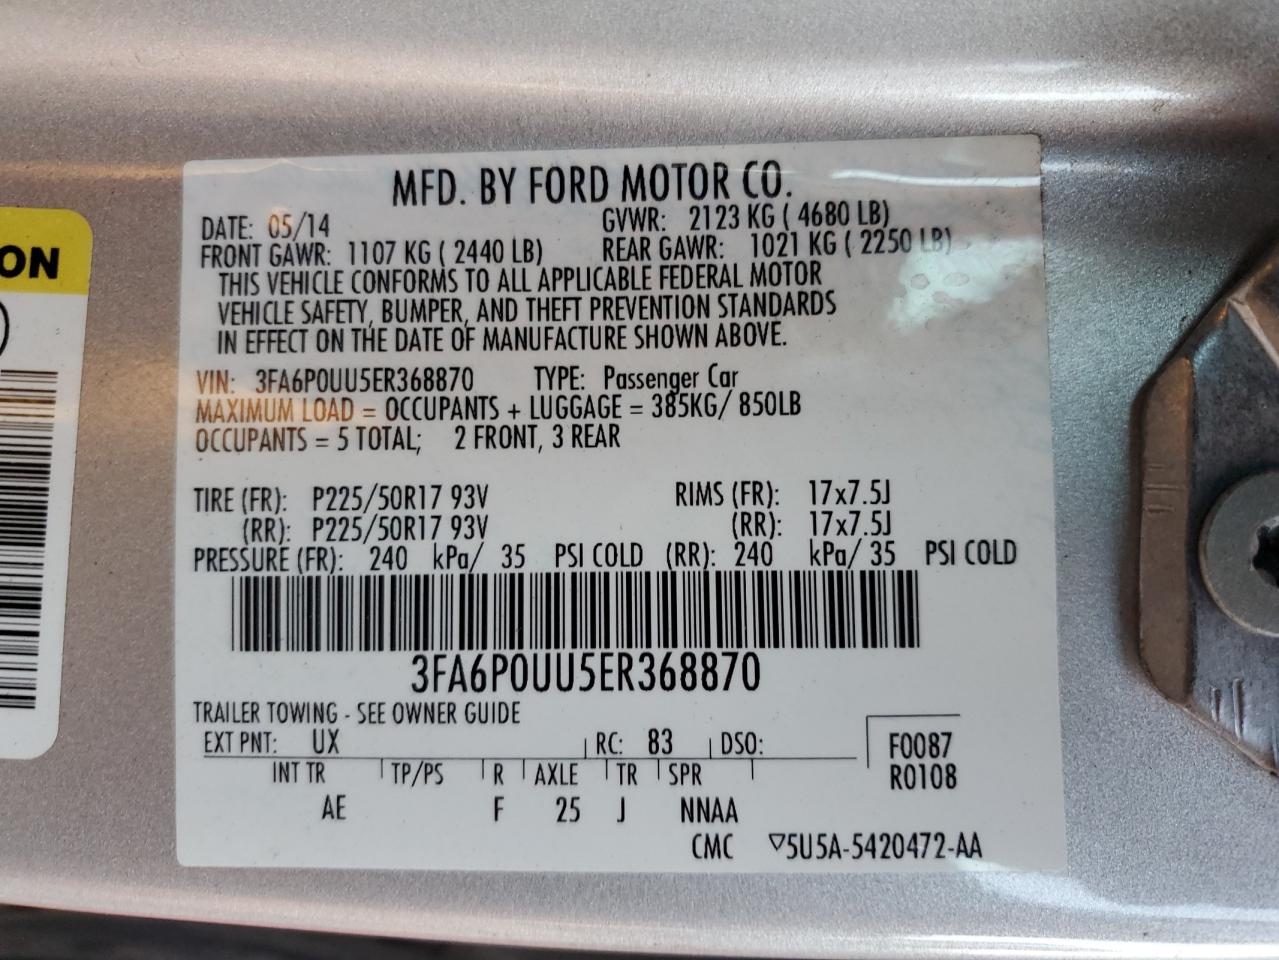 MFD. BY FORD MOTOR CO.
DATE: 05/14 GVWR: 2123 KG ( 4680 LB)
FRONT GAWR: 1107 KG ( 2440 LB) REAR GAWR: 1021 KG ( 2250 LB)
THIS VEHICLE CONFORMS TO ALL APPLICABLE FEDERAL MOTOR
VEHICLE SAFETY, BUMPER, AND THEFT PREVENTION STANDARDS
IN EFFECT ON THE DATE OF MANUFACTURE SHOWN ABOVE.
VIN: 3FA6P0UU5ER368870 TYPE: Passenger Car
MAXIMUM LOAD = OCCUPANTS + LUGGAGE = 385KG/ 850LB
OCCUPANTS = 5 TOTAL; 2 FRONT, 3 REAR
TIRE (FR): P225/50R17 93V RIMS (FR): 17x7.5J
(RR): P225/50R17 93V (RR): 17x7.5J
PRESSURE (FR): 240 kPa/ 35 PSI COLD (RR): 240 kPa/ 35 PSI COLD
3FA6P0UU5ER368870
TRAILER TOWING - SEE OWNER GUIDE
EXT PNT: UX RC: 83 DSO: F0087
INT TR TP/PS R AXLE TR SPR R0108
AE F 25 J NNAA
CMC ▽5U5A-5420472-AA
ON